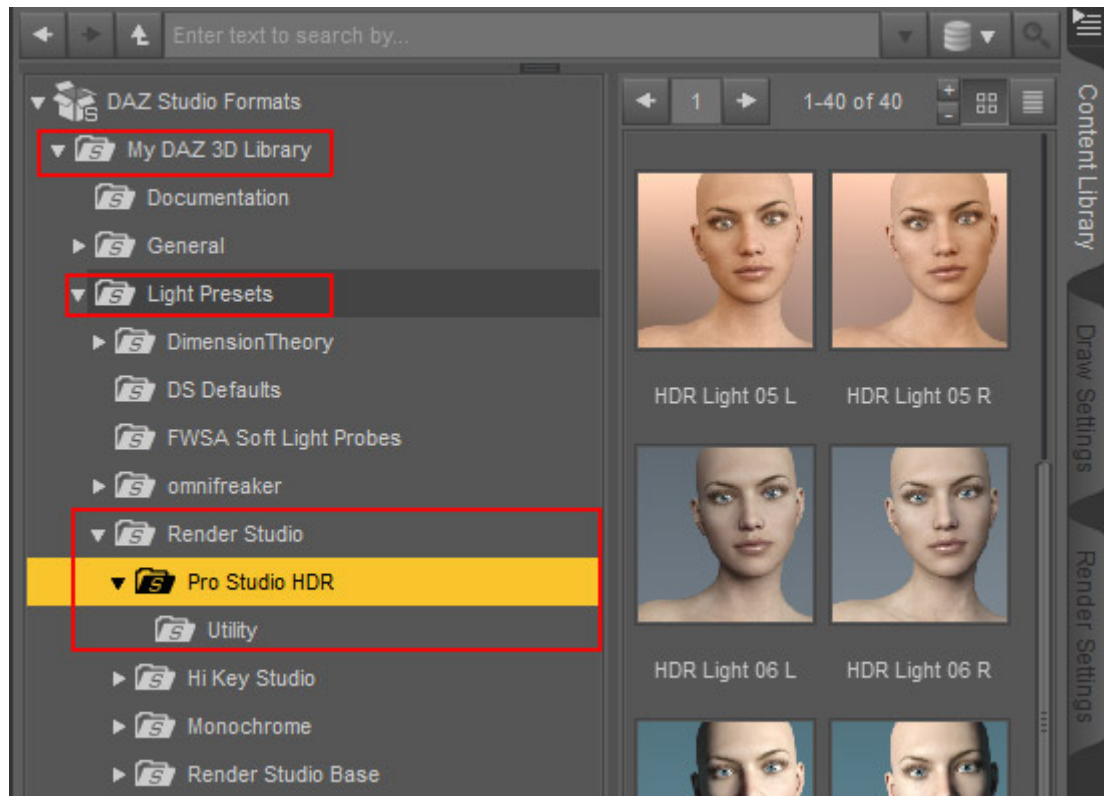 Enter text to search by...
DAZ Studio Formats
My DAZ 3D Library
Documentation
General
Light Presets
DimensionTheory
DS Defaults
FWSA Soft Light Probes
omnifreaker
Render Studio
Pro Studio HDR
Utility
Hi Key Studio
Monochrome
Render Studio Base
1 1-40 of 40
HDR Light 05 L HDR Light 05 R
HDR Light 06 L HDR Light 06 R
Content Library
Draw Settings
Render Settings